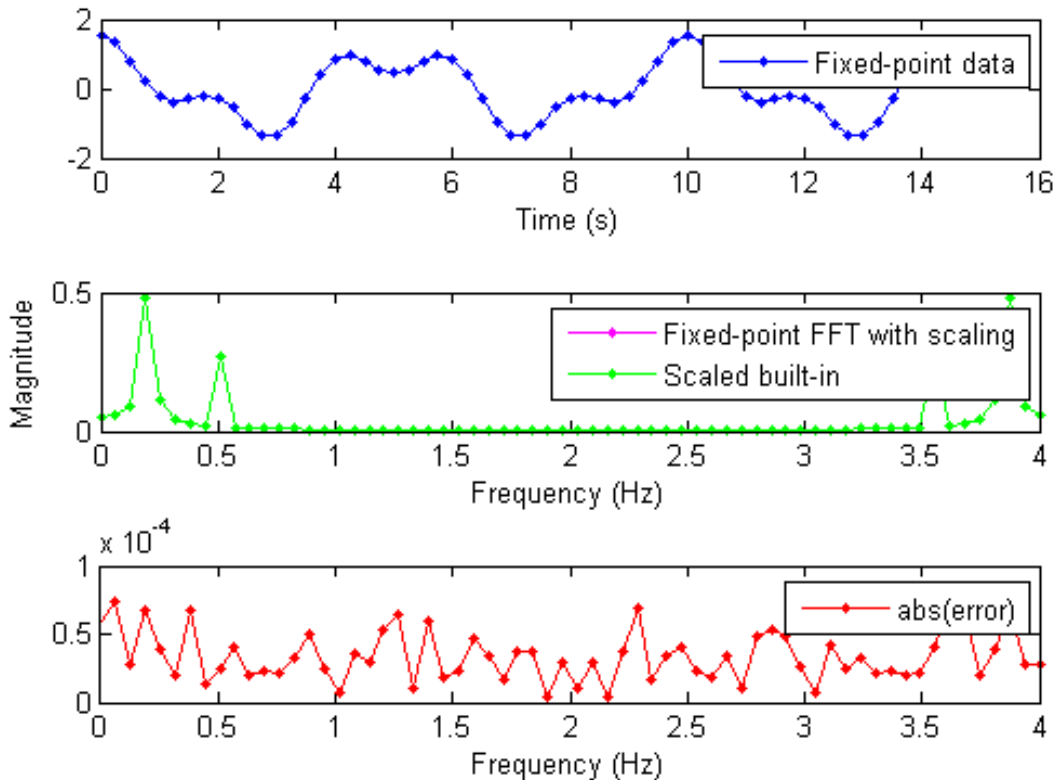 2
0
-2
Fixed-point data
0 2 4 6 8 10 12 14 16
Time (s)
0.5
0
Magnitude
Fixed-point FFT with scaling
Scaled built-in
0 0.5 1 1.5 2 2.5 3 3.5 4
Frequency (Hz)
x 10^-4
1
0.5
0
abs(error)
0 0.5 1 1.5 2 2.5 3 3.5 4
Frequency (Hz)